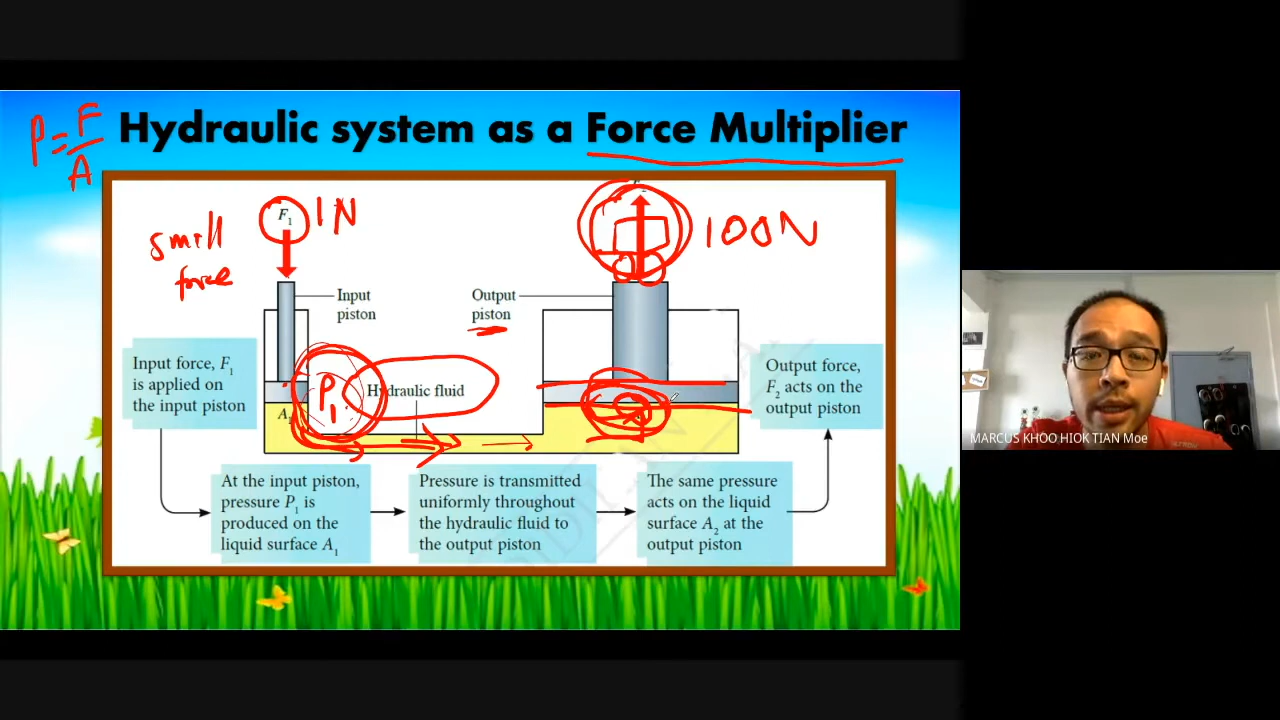 P = F/A
Hydraulic system as a Force Multiplier
small
force
F₁
1N
100N
Input
piston
Output
piston
Input force, F₁
is applied on
the input piston
P₁
Hydraulic fluid
A₁
Output force,
F₂ acts on the
output piston
At the input piston,
pressure P₁ is
produced on the
liquid surface A₁
Pressure is transmitted
uniformly throughout
the hydraulic fluid to
the output piston
The same pressure
acts on the liquid
surface A₂ at the
output piston
MARCUS KHOO HIOK TIAN Moe